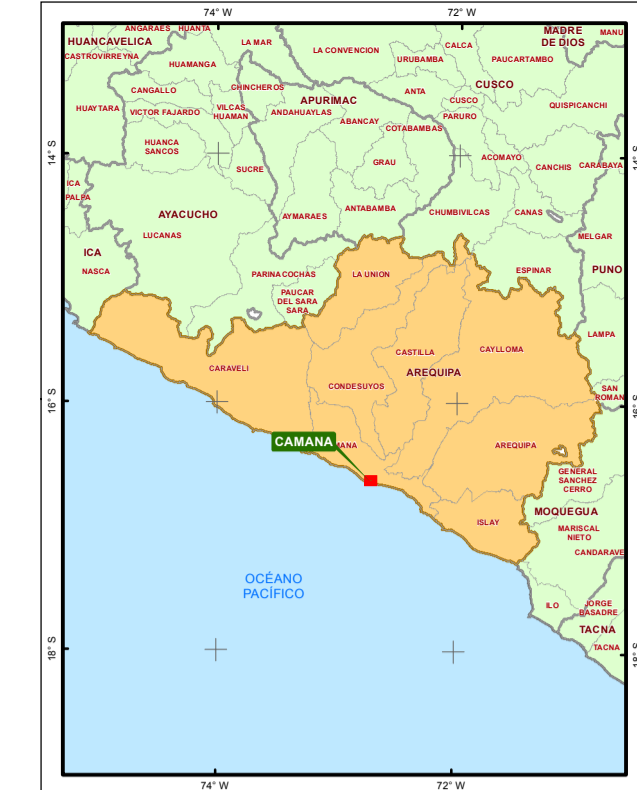 74° W
72° W
ANGARAES
HUANTA
MADRE
DE DIOS
MANU
HUANCAVELICA
LA MAR
LA CONVENCION
CALCA
CASTROVIRREYNA
HUAMANGA
URUBAMBA
PAUCARTAMBO
CUSCO
CANGALLO
CHINCHEROS
ANTA
APURIMAC
CUSCO
QUISPICANCHI
HUAYTARA
VICTOR FAJARDO
VILCAS
HUAMAN
ANDAHUAYLAS
ABANCAY
PARURO
COTABAMBAS
HUANCA
SANCOS
14° S
14° S
GRAU
ACOMAYO
CANCHIS
CARABAYA
SUCRE
ICA
PALPA
AYACUCHO
AYMARAES
ANTABAMBA
CHUMBIVILCAS
CANAS
LUCANAS
MELGAR
ICA
NASCA
PARINACOCHAS
LA UNION
ESPINAR
PUNO
PAUCAR
DEL SARA
SARA
LAMPA
CASTILLA
CAYLLOMA
CARAVELI
AREQUIPA
CONDESUYOS
SAN
ROMAN
16° S
16° S
CAMANA
MANA
AREQUIPA
GENERAL
SANCHEZ
CERRO
MOQUEGUA
ISLAY
MARISCAL
NIETO
CANDARAVE
OCÉANO
PACÍFICO
ILO
JORGE
BASADRE
TACNA
TACNA
18° S
18° S
74° W
72° W